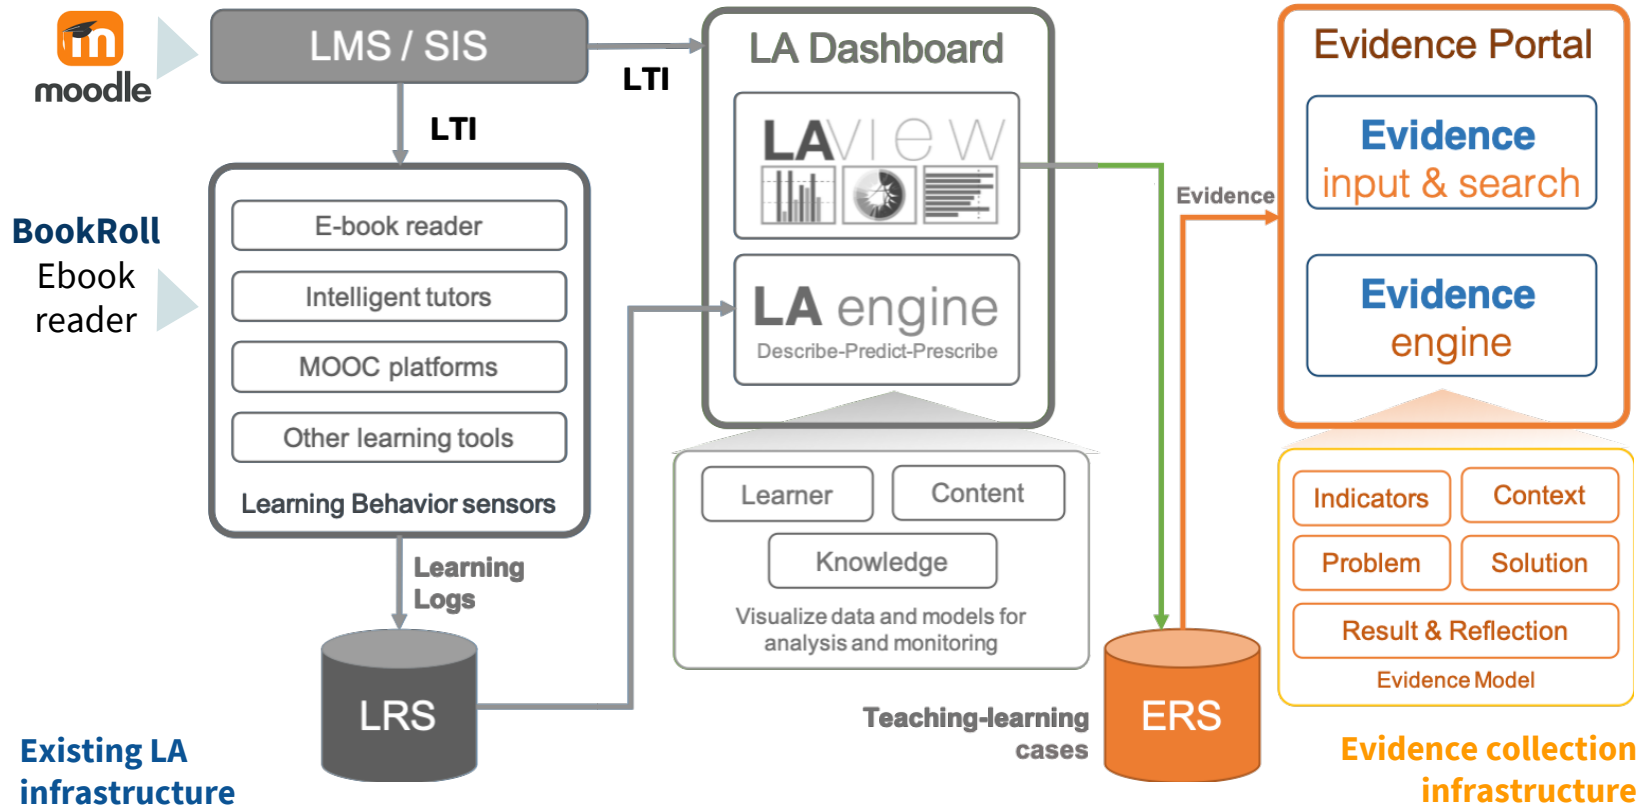 moodle
LMS / SIS
LTI
LTI
BookRoll
Ebook
reader
E-book reader
Intelligent tutors
MOOC platforms
Other learning tools
Learning Behavior sensors
Learning
Logs
LRS
Existing LA
infrastructure
LA Dashboard
LAVIEW
LA engine
Describe-Predict-Prescribe
Learner
Content
Knowledge
Visualize data and models for
analysis and monitoring
Teaching-learning
cases
ERS
Evidence
Evidence Portal
Evidence
input & search
Evidence
engine
Indicators
Context
Problem
Solution
Result & Reflection
Evidence Model
Evidence collection
infrastructure